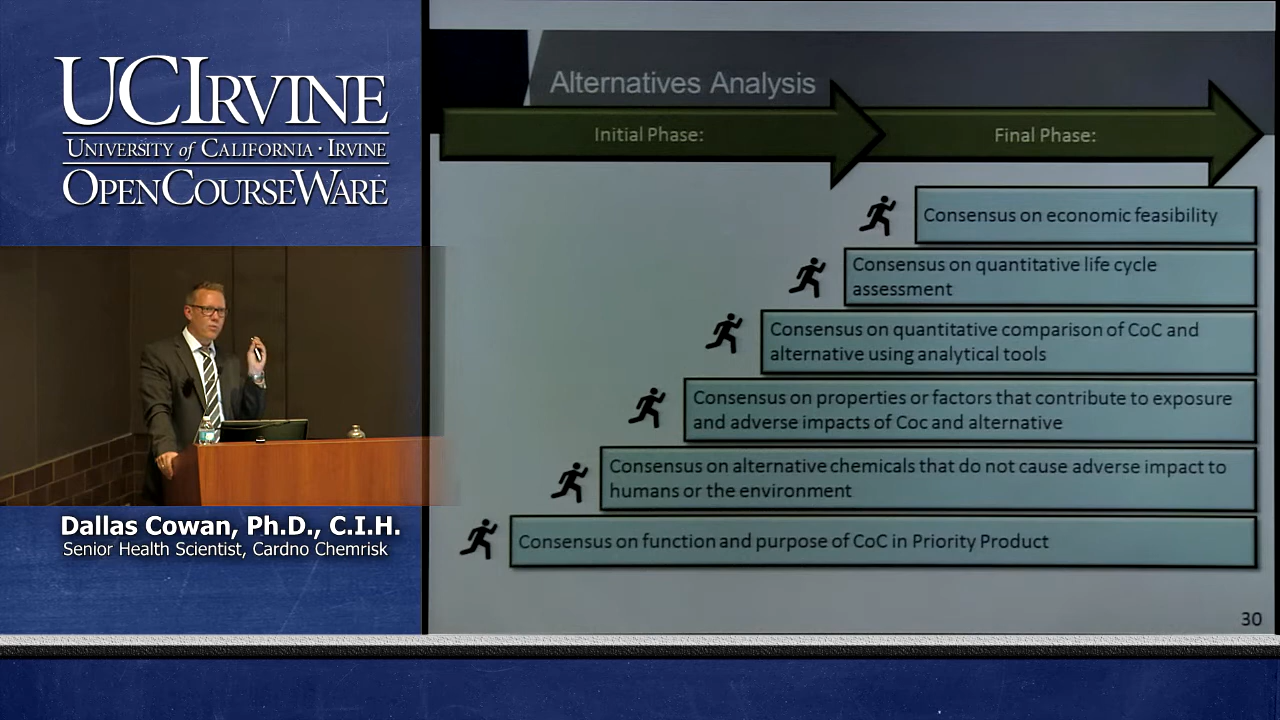 UCIRVINE
UNIVERSITY of CALIFORNIA · IRVINE
OPENCOURSEWARE
Dallas Cowan, Ph.D., C.I.H.
Senior Health Scientist, Cardno Chemrisk
Alternatives Analysis
Initial Phase:
Final Phase:
Consensus on economic feasibility
Consensus on quantitative life cycle
assessment
Consensus on quantitative comparison of CoC and
alternative using analytical tools
Consensus on properties or factors that contribute to exposure
and adverse impacts of Coc and alternative
Consensus on alternative chemicals that do not cause adverse impact to
humans or the environment
Consensus on function and purpose of CoC in Priority Product
30